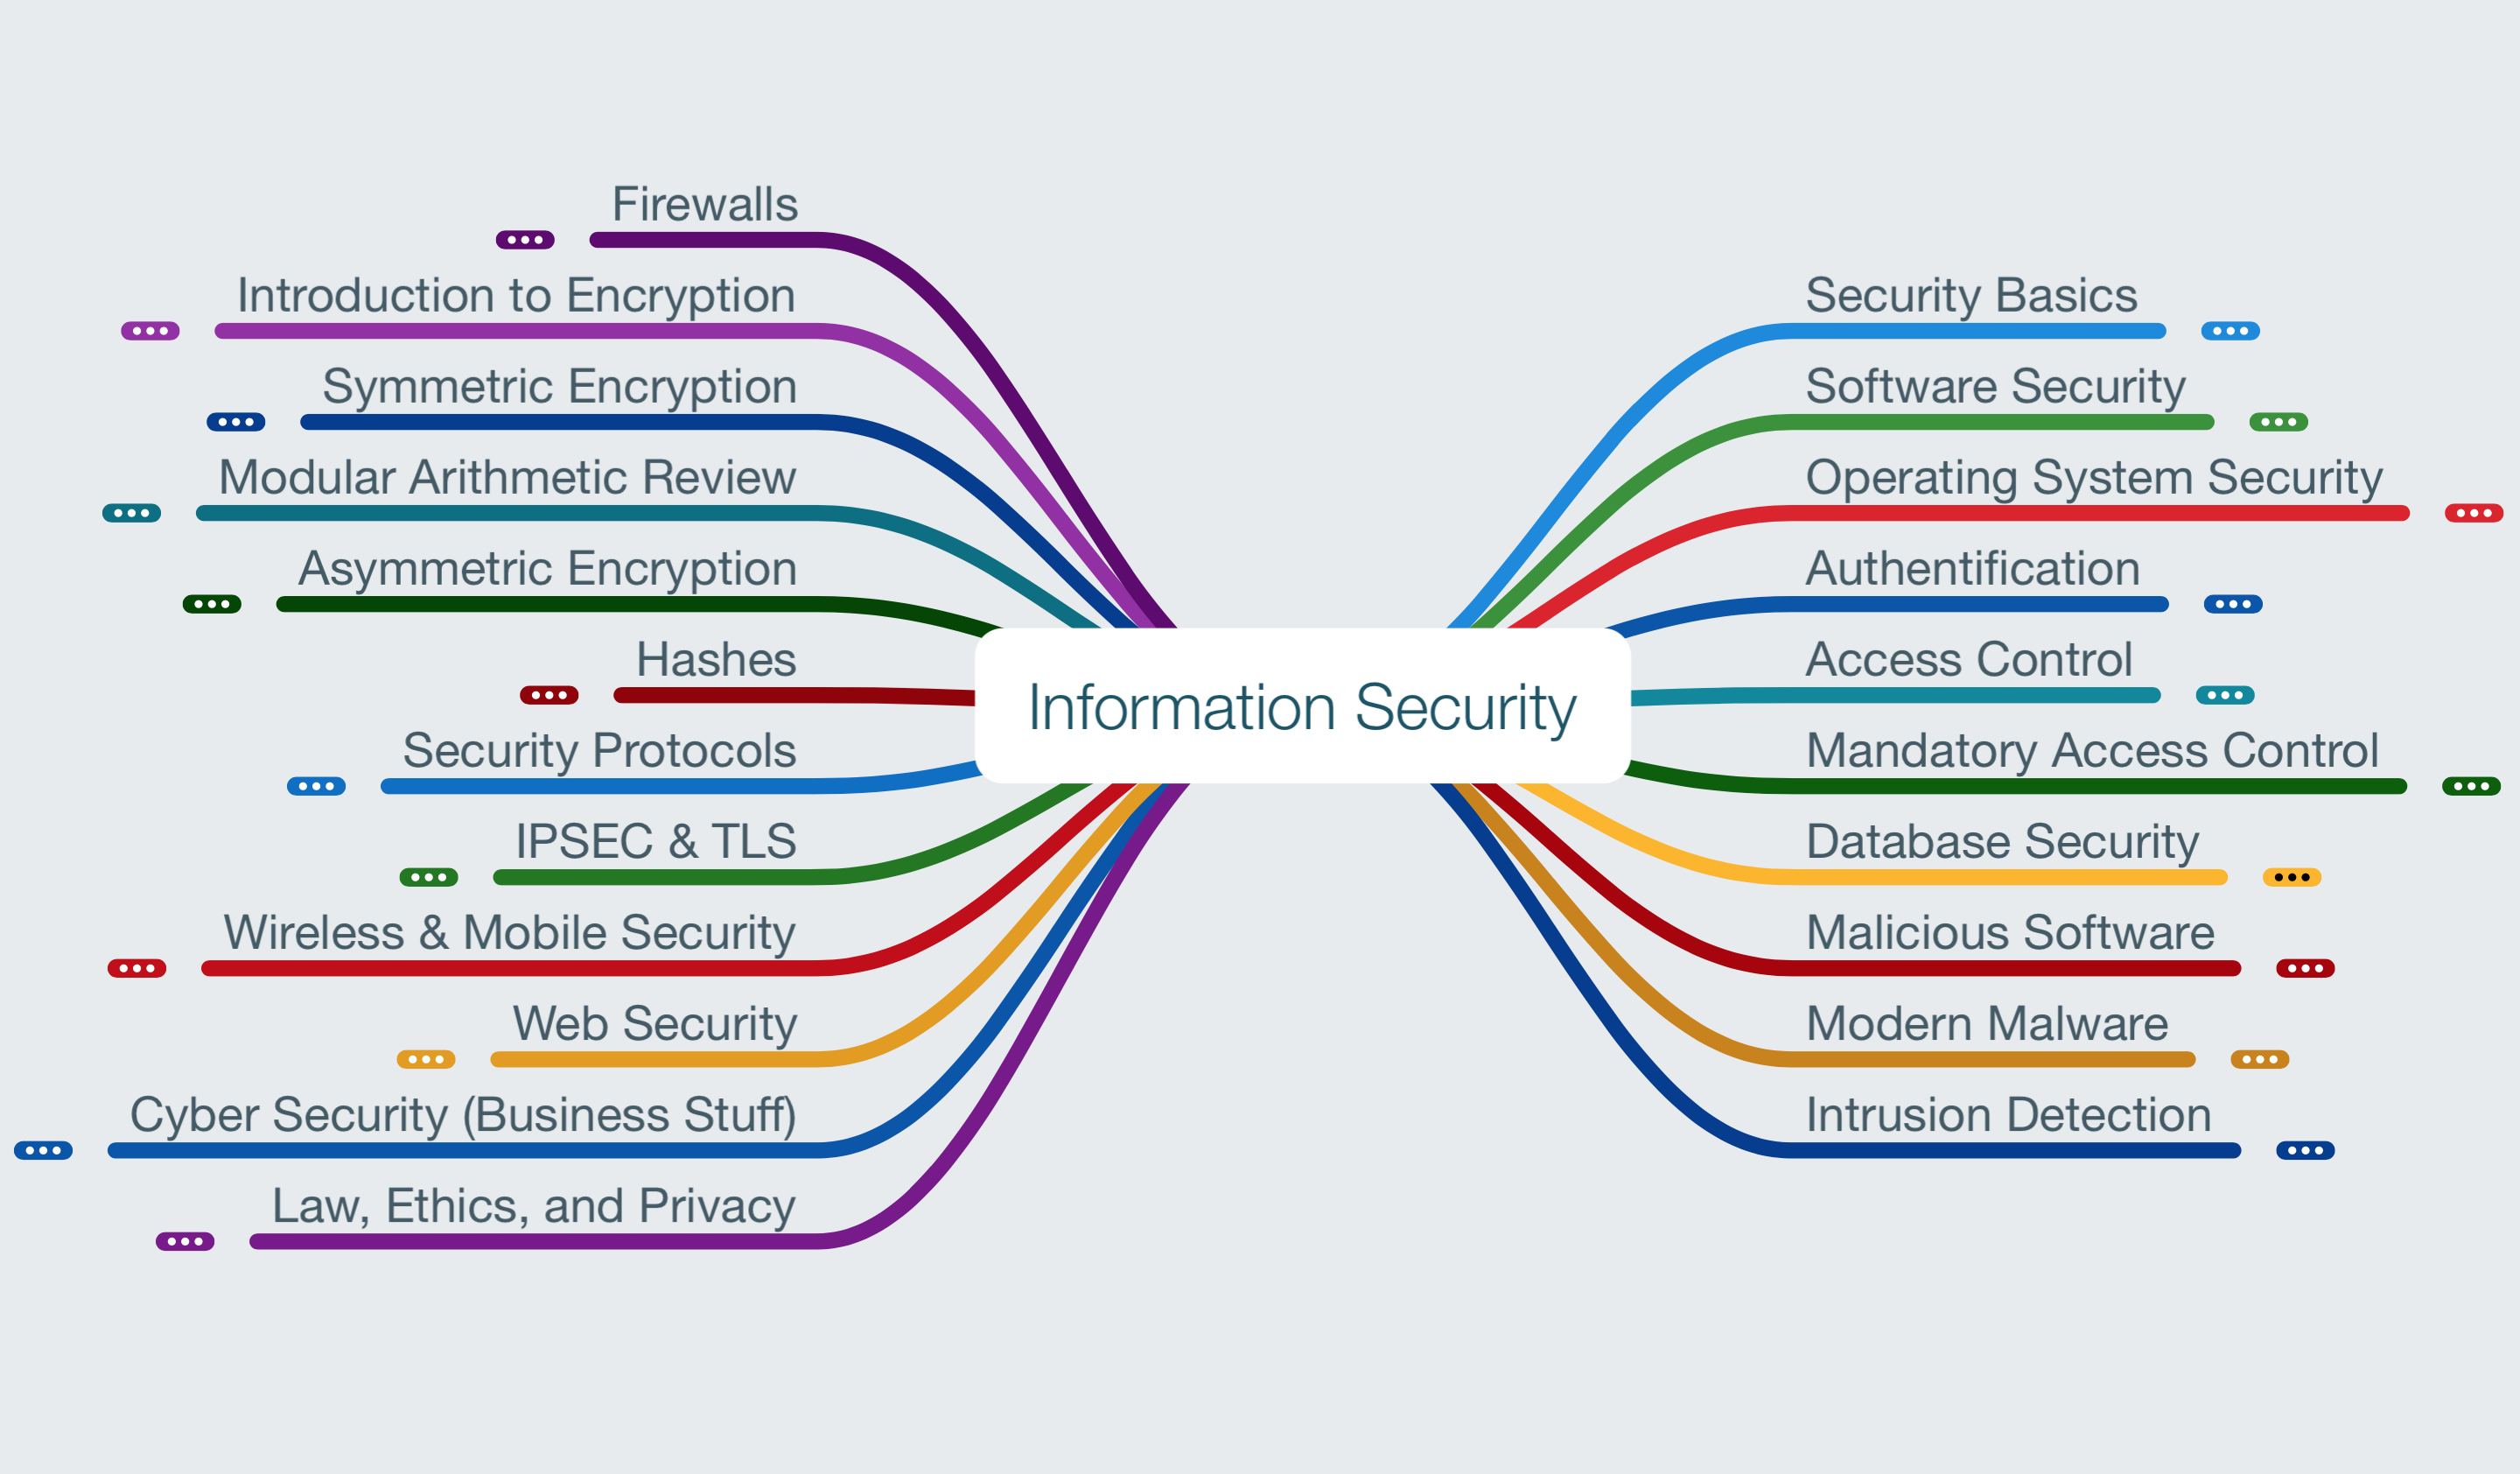 Firewalls
Introduction to Encryption
Symmetric Encryption
Modular Arithmetic Review
Asymmetric Encryption
Hashes
Security Protocols
IPSEC & TLS
Wireless & Mobile Security
Web Security
Cyber Security (Business Stuff)
Law, Ethics, and Privacy
Information Security
Security Basics
Software Security
Operating System Security
Authentification
Access Control
Mandatory Access Control
Database Security
Malicious Software
Modern Malware
Intrusion Detection